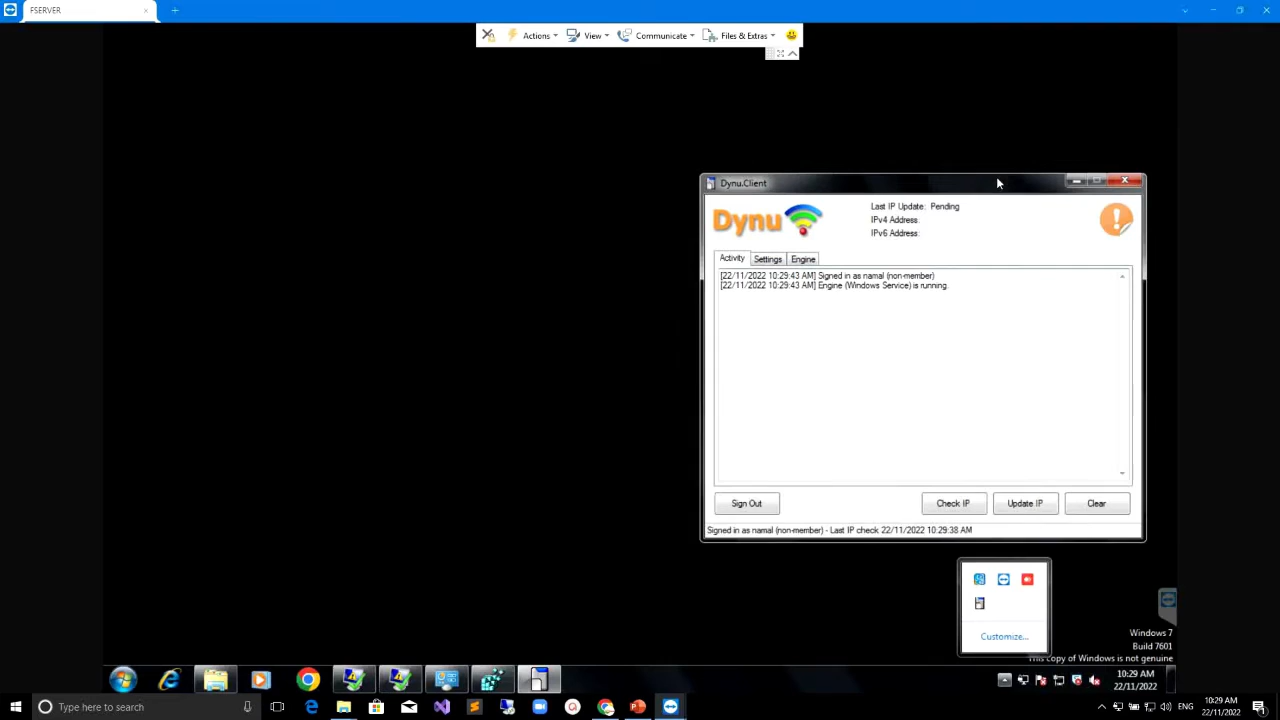 FSERVER
Actions
View
Communicate
Files & Extras
Dynu.Client
Dynu
Last IP Update: Pending
IPv4 Address:
IPv6 Address:
Activity
Settings
Engine
[22/11/2022 10:29:43 AM] Signed in as namal (non-member)
[22/11/2022 10:29:43 AM] Engine (Windows Service) is running.
Sign Out
Check IP
Update IP
Clear
Signed in as namal (non-member) - Last IP check 22/11/2022 10:29:38 AM
Customize...
Windows 7
Build 7601
This copy of Windows is not genuine
10:29 AM
22/11/2022
Type here to search
ENG
10:29 AM
22/11/2022